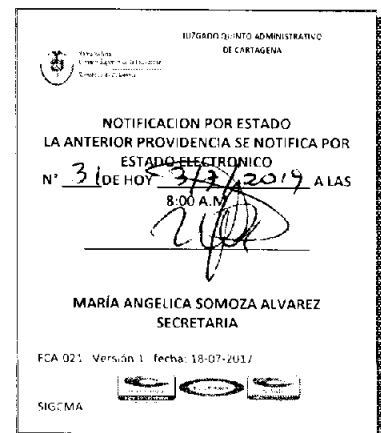 JUZGADO QUINTO ADMINISTRATIVO
DE CARTAGENA
NOTIFICACION POR ESTADO
LA ANTERIOR PROVIDENCIA SE NOTIFICA POR
ESTADO ELECTRONICO
N° 31 DE HOY 3/7/2019 A LAS
8:00 A.M
MARÍA ANGELICA SOMOZA ALVAREZ
SECRETARIA
FCA 021 Versión 1 fecha: 18-07-2017
SIGCMA